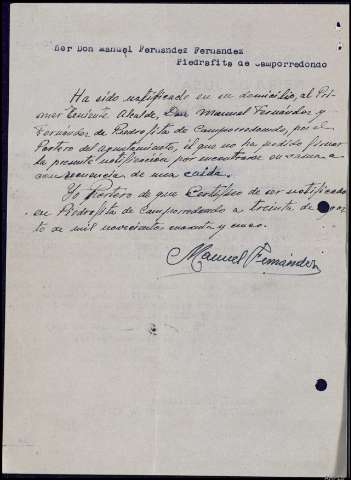 ñor Don Manuel Fernandez Fernandez
Piedrafita de Camporredondo
Ha sido notificado en su domicilio, al Pri-
mer Teniente Alcalde, Don Manuel Fernández y
Fernández de Piedrafita de Camporredondo, por el
Portero del ayuntamiento, el que no ha podido firmar
la presente notificación por encontrarse en cama a
consecuencia de una caida.
Yo Portero de que Certifico de ser notificado
en Piedrafita de Camporredondo a treinta de
to de mil novecientos cuarenta y cinco.
Manuel Fernández